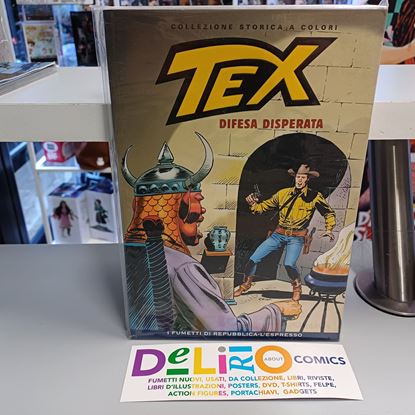 COLLEZIONE STORICA A COLORI
TEX
DIFESA DISPERATA
I FUMETTI DI REPUBBLICA-L'ESPRESSO
DELIRIO ABOUT COMICS
FUMETTI NUOVI, USATI, DA COLLEZIONE, LIBRI, RIVISTE,
LIBRI D'ILLUSTRAZIONI, POSTERS, DVD, T-SHIRTS, FELPE,
ACTION FIGURES, PORTACHIAVI, GADGETS